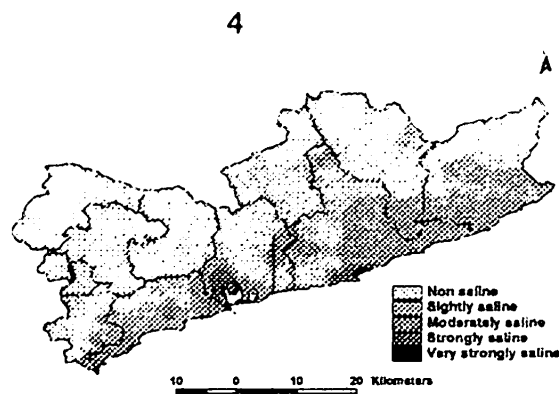 4
Non saline
Slightly saline
Moderately saline
Strongly saline
Very strongly saline
10 0 10 20 Kilometers